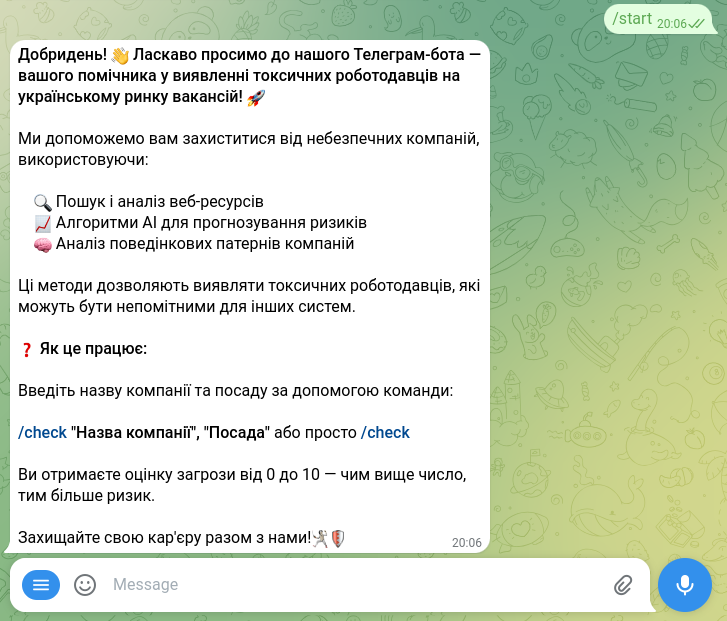 /start 20:06
Добридень! 👋 Ласкаво просимо до нашого Телеграм-бота —
вашого помічника у виявленні токсичних роботодавців на
українському ринку вакансій! 🚀
Ми допоможемо вам захиститися від небезпечних компаній,
використовуючи:
🔍 Пошук і аналіз веб-ресурсів
📈 Алгоритми AI для прогнозування ризиків
🧠 Аналіз поведінкових патернів компаній
Ці методи дозволяють виявляти токсичних роботодавців, які
можуть бути непомітними для інших систем.
❓ Як це працює:
Введіть назву компанії та посаду за допомогою команди:
/check "Назва компанії", "Посада" або просто /check
Ви отримаєте оцінку загрози від 0 до 10 — чим вище число,
тим більше ризик.
Захищайте свою кар'єру разом з нами!🤺🛡️
20:06
Message